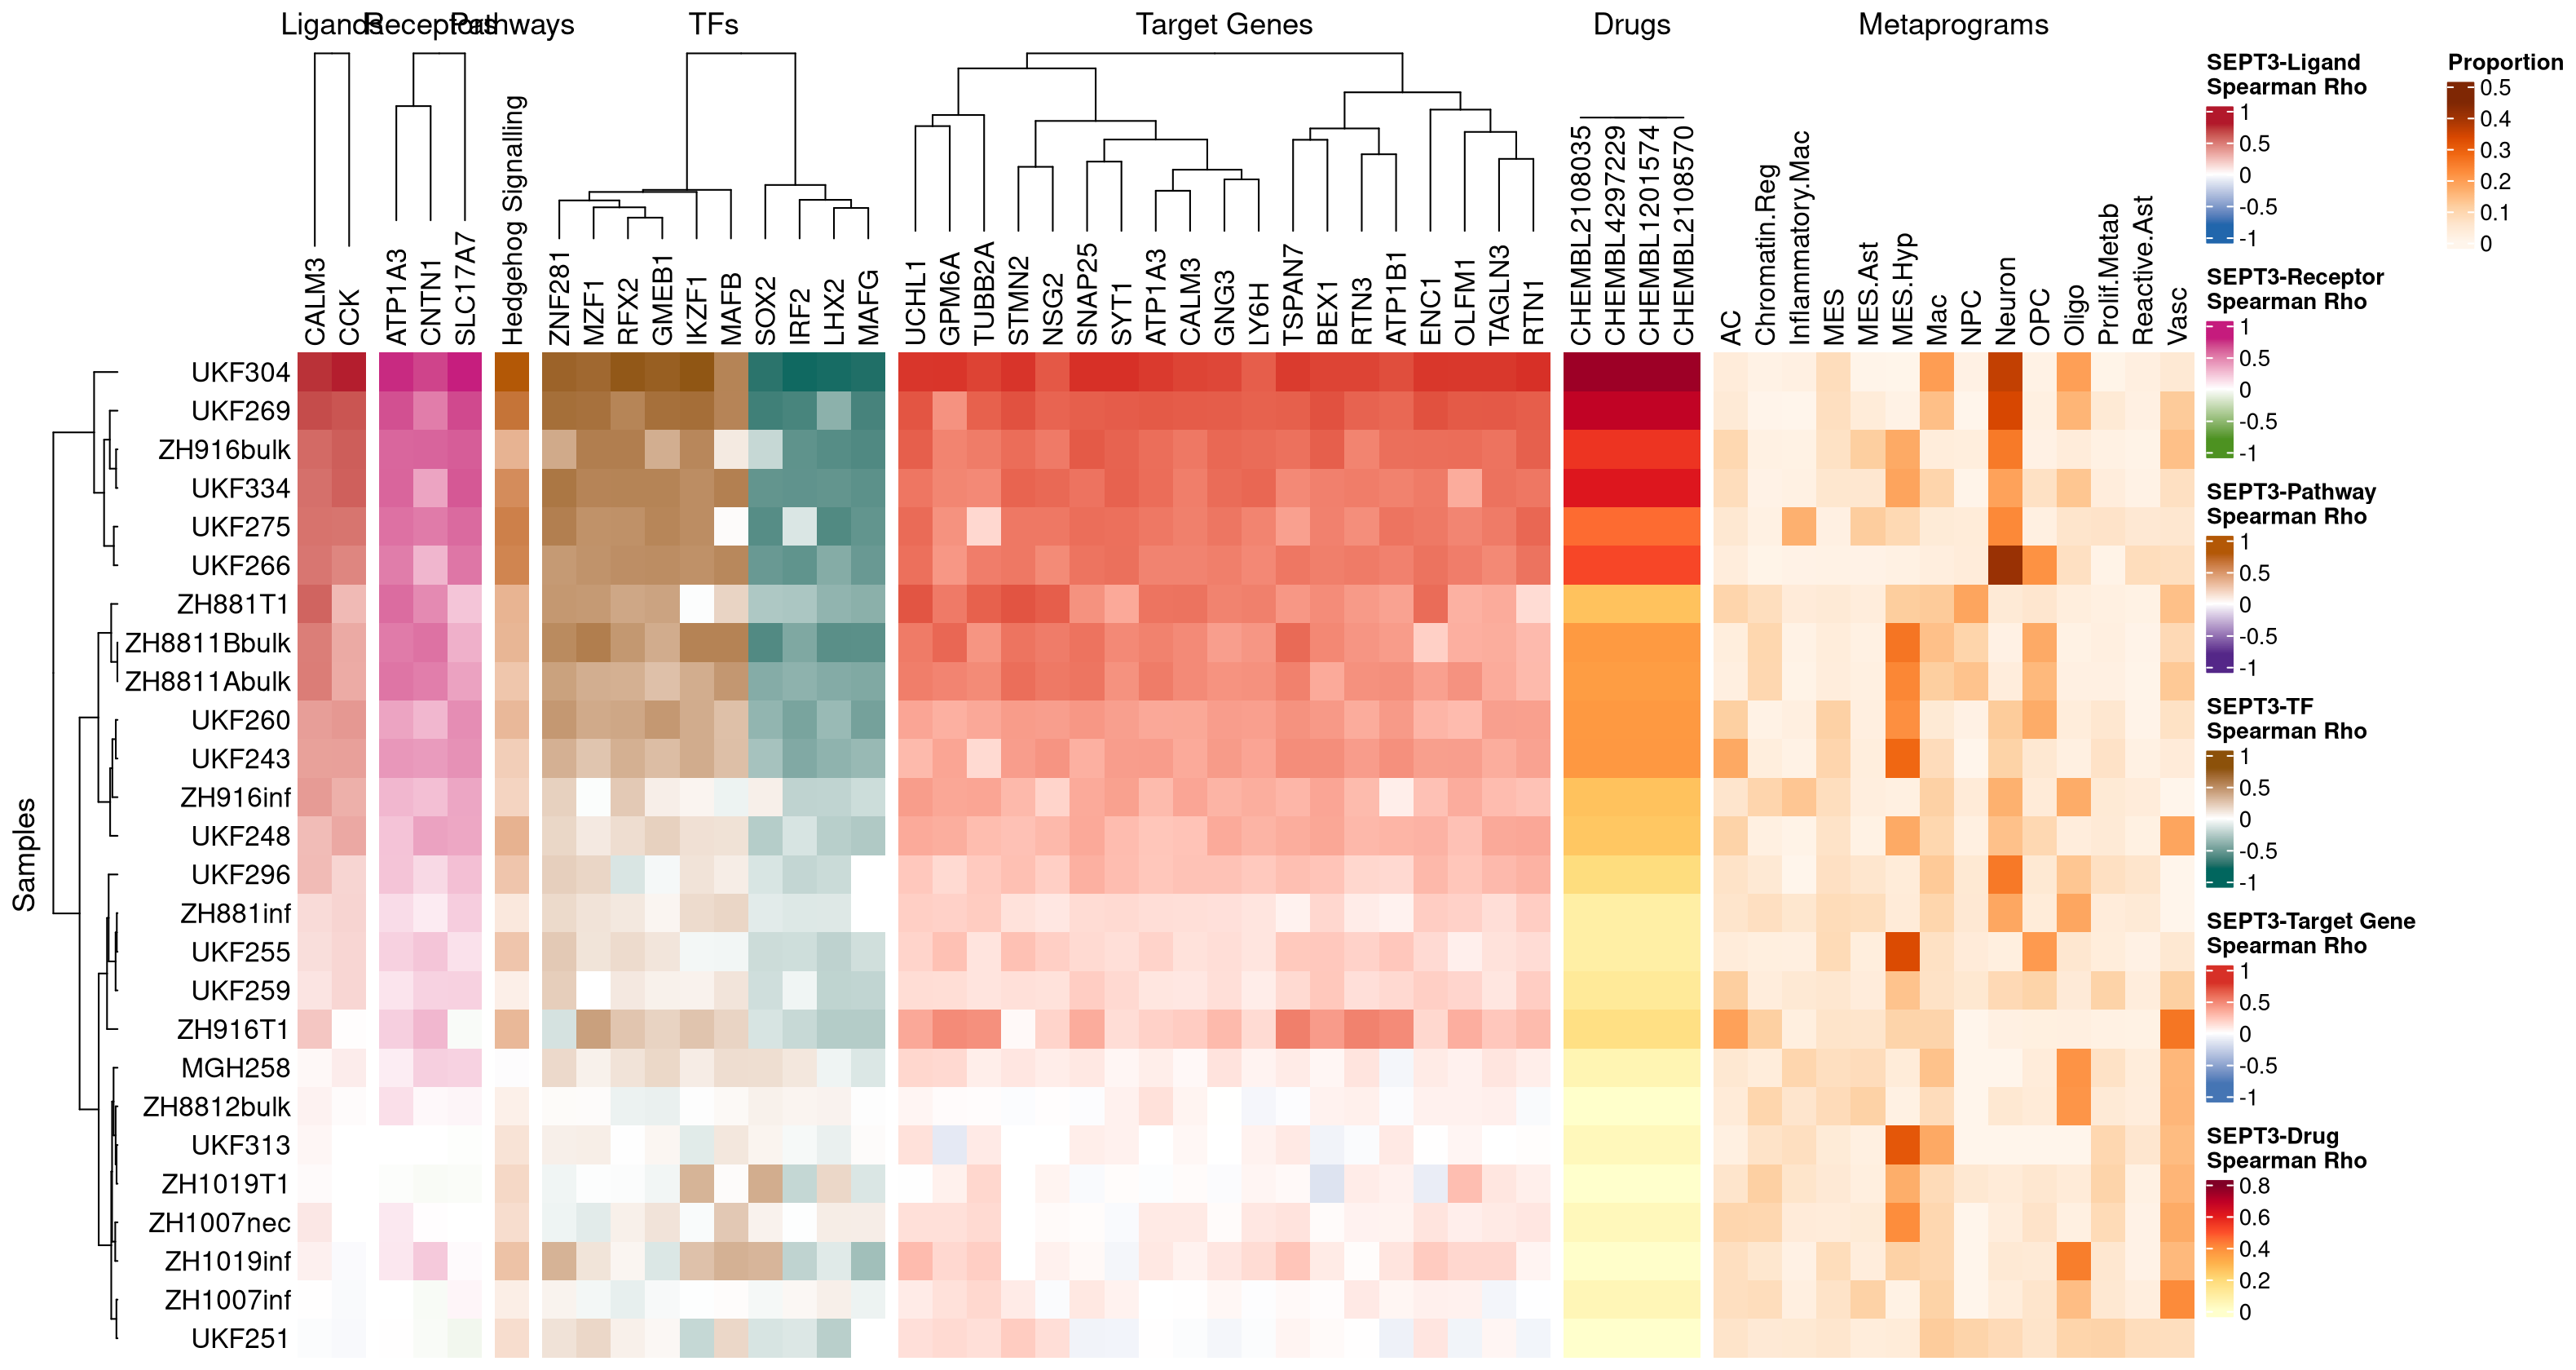 Ligands Receptors Pathways TFs Target Genes Drugs Metaprograms
CALM3
CCK
ATP1A3
CNTN1
SLC17A7
Hedgehog Signalling
ZNF281
MZF1
RFX2
GMEB1
IKZF1
MAFB
SOX2
IRF2
LHX2
MAFG
UCHL1
GPM6A
TUBB2A
STMN2
NSG2
SNAP25
SYT1
ATP1A3
CALM3
GNG3
LY6H
TSPAN7
BEX1
RTN3
ATP1B1
ENC1
OLFM1
TAGLN3
RTN1
CHEMBL2108035
CHEMBL4297229
CHEMBL1201574
CHEMBL2108570
AC
Chromatin.Reg
Inflammatory.Mac
MES
MES.Ast
MES.Hyp
Mac
NPC
Neuron
OPC
Oligo
Prolif.Metab
Reactive.Ast
Vasc
Samples
UKF304
UKF269
ZH916bulk
UKF334
UKF275
UKF266
ZH881T1
ZH8811Bbulk
ZH8811Abulk
UKF260
UKF243
ZH916inf
UKF248
UKF296
ZH881inf
UKF255
UKF259
ZH916T1
MGH258
ZH8812bulk
UKF313
ZH1019T1
ZH1007nec
ZH1019inf
ZH1007inf
UKF251
SEPT3-Ligand
Spearman Rho
1
0.5
0
-0.5
-1
SEPT3-Receptor
Spearman Rho
1
0.5
0
-0.5
-1
SEPT3-Pathway
Spearman Rho
1
0.5
0
-0.5
-1
SEPT3-TF
Spearman Rho
1
0.5
0
-0.5
-1
SEPT3-Target Gene
Spearman Rho
1
0.5
0
-0.5
-1
SEPT3-Drug
Spearman Rho
0.8
0.6
0.4
0.2
0
Proportion
0.5
0.4
0.3
0.2
0.1
0